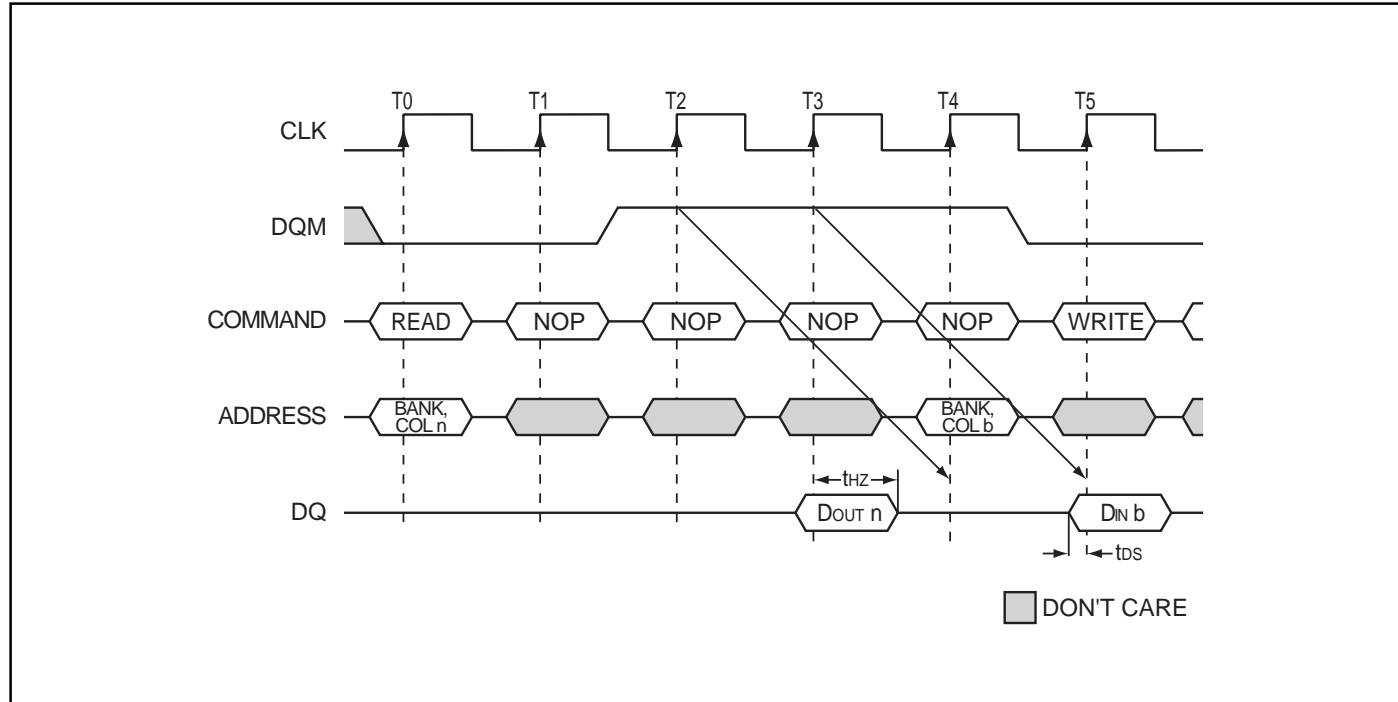 T0 T1 T2 T3 T4 T5
CLK
DQM
COMMAND READ NOP NOP NOP NOP WRITE
ADDRESS BANK, COL n BANK, COL b
tHZ
DQ DOUT n DIN b
tDS
DON'T CARE